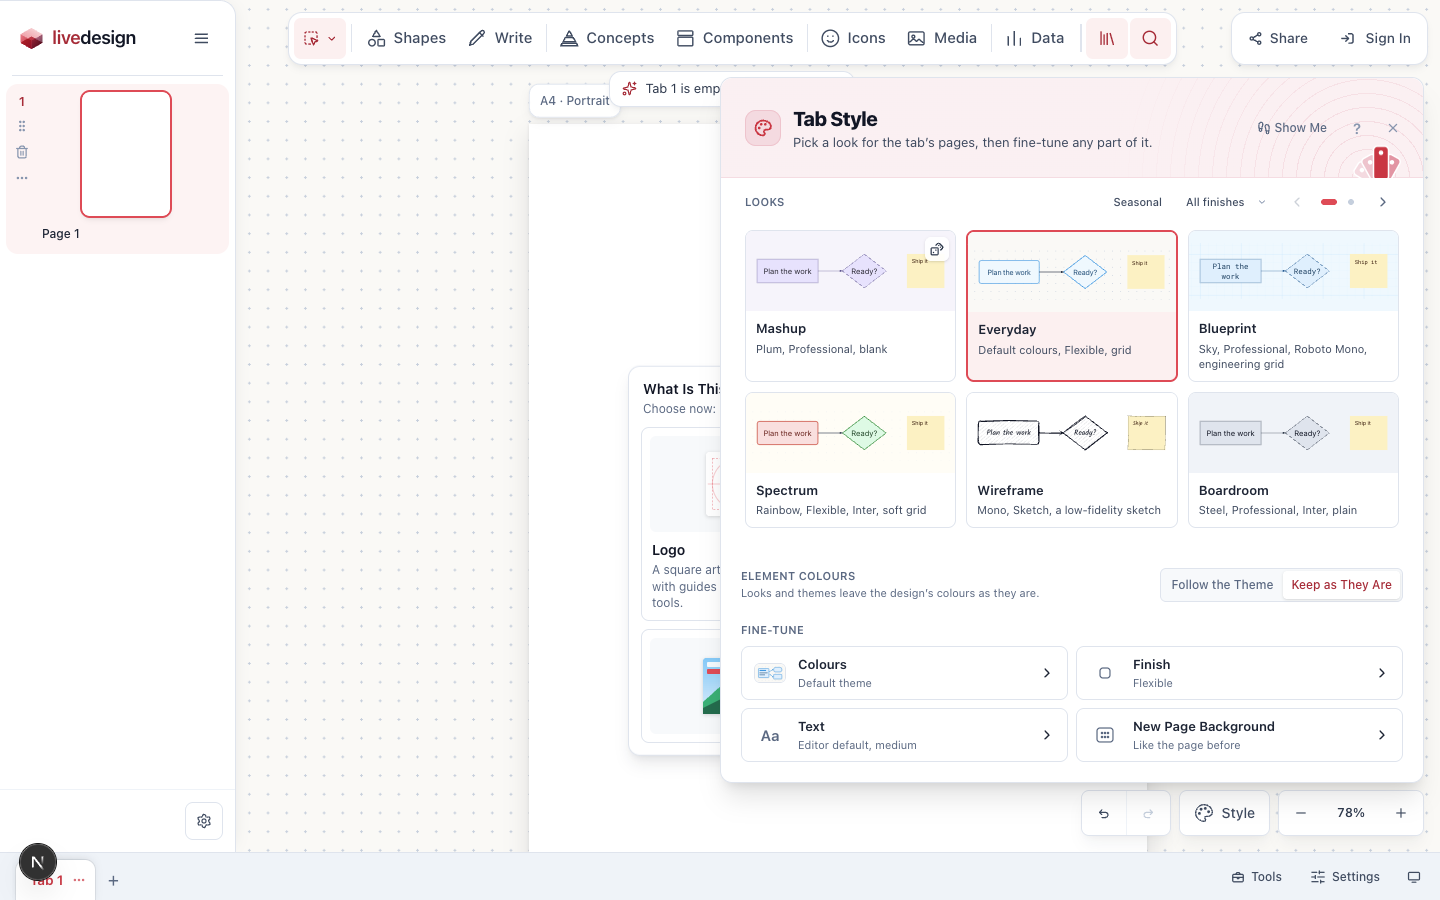 livedesign
Shapes
Write
Concepts
Components
Icons
Media
Data
Share
Sign In
1
Page 1
A4 · Portrait
Tab 1 is emp
Tab Style
Pick a look for the tab's pages, then fine-tune any part of it.
Show Me
?
LOOKS
Seasonal
All finishes
Plan the work
Ready?
Ship it
Mashup
Plum, Professional, blank
Plan the work
Ready?
Ship it
Everyday
Default colours, Flexible, grid
Plan the
work
Ready?
Ship it
Blueprint
Sky, Professional, Roboto Mono,
engineering grid
Plan the work
Ready?
Ship it
Spectrum
Rainbow, Flexible, Inter, soft grid
Plan the work
Ready?
Ship it
Wireframe
Mono, Sketch, a low-fidelity sketch
Plan the work
Ready?
Ship it
Boardroom
Steel, Professional, Inter, plain
What Is This
Choose now:
Logo
A square art
with guides
tools.
ELEMENT COLOURS
Looks and themes leave the design's colours as they are.
Follow the Theme
Keep as They Are
FINE-TUNE
Colours
Default theme
Finish
Flexible
Aa
Text
Editor default, medium
New Page Background
Like the page before
Style
78%
N
Tab 1
Tools
Settings